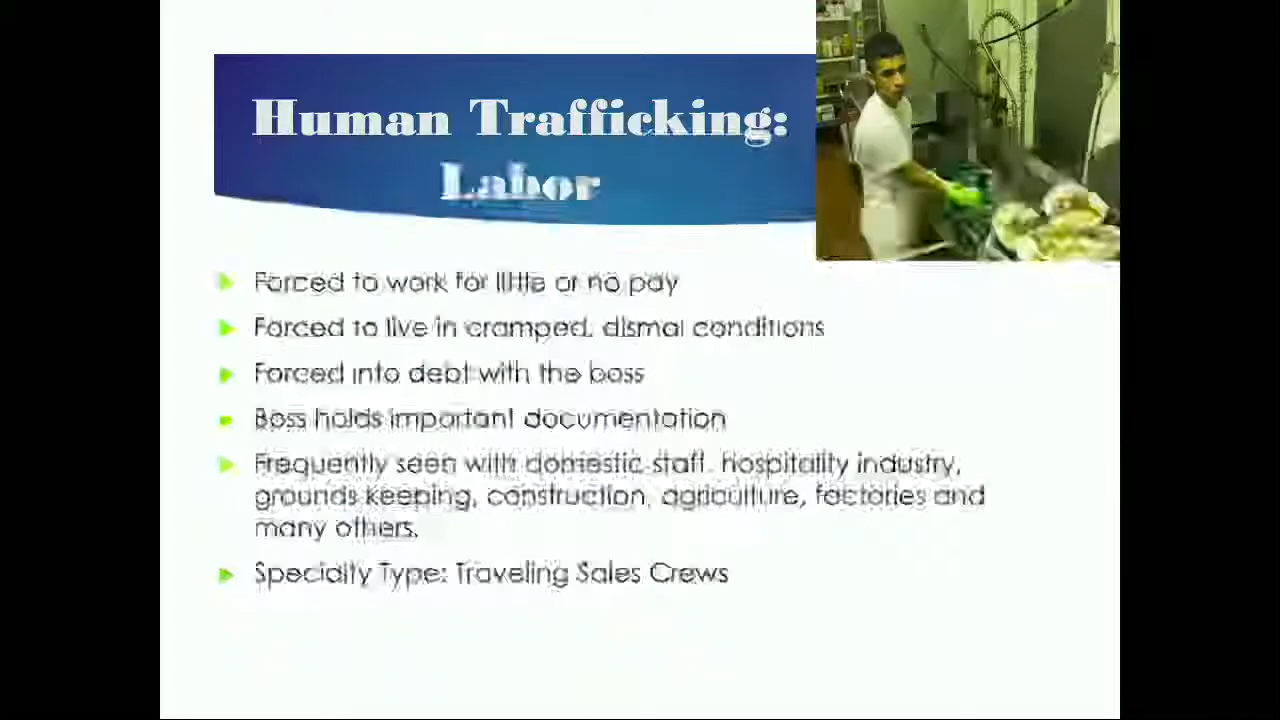 Human Trafficking:
Labor
Forced to work for little or no pay
Forced to live in cramped, dismal conditions
Forced into debt with the boss
Boss holds important documentation
Frequently seen with domestic staff, hospitality industry,
grounds keeping, construction, agriculture, factories and
many others.
Specialty Type: Traveling Sales Crews